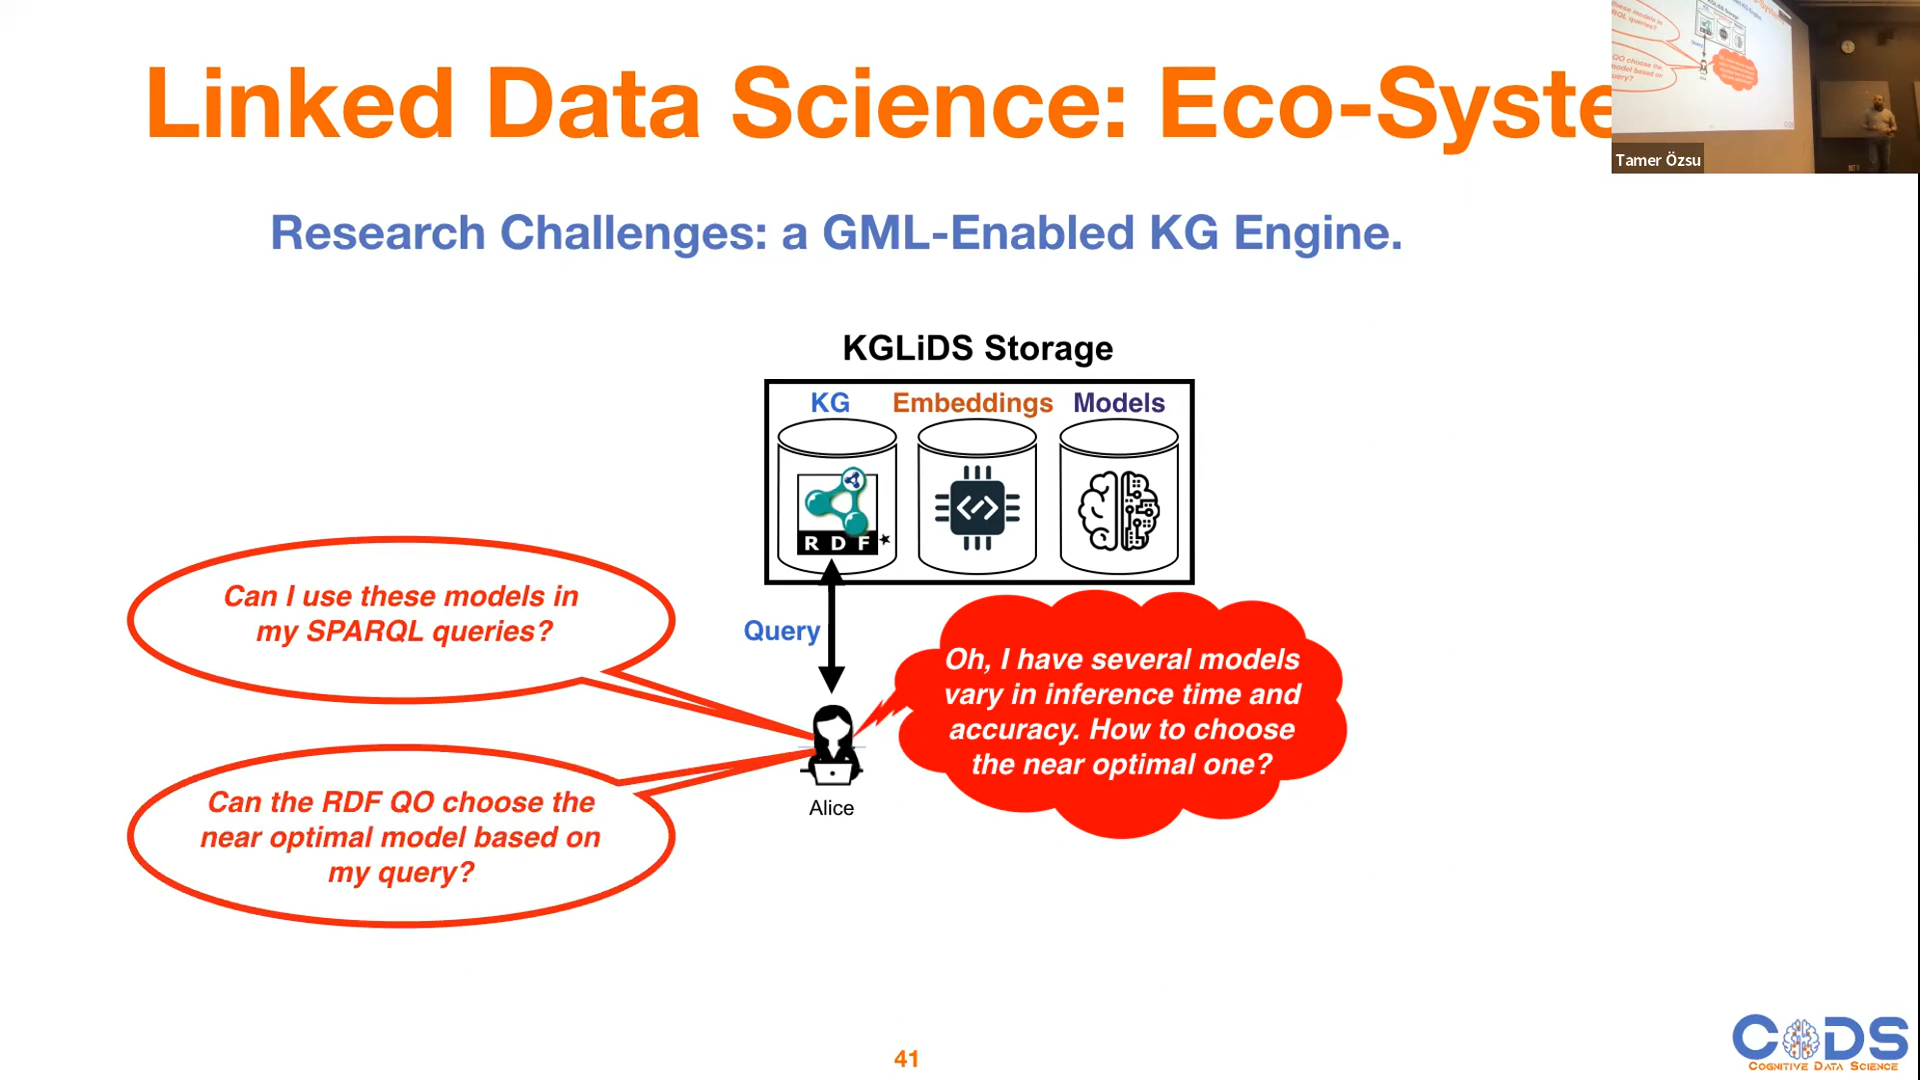 Linked Data Science: Eco-Syste
Tamer Özsu
Research Challenges: a GML-Enabled KG Engine.
KGLiDS Storage
KG Embeddings Models
RDF*
Can I use these models in
my SPARQL queries?
Query
Oh, I have several models
vary in inference time and
accuracy. How to choose
the near optimal one?
Can the RDF QO choose the
near optimal model based on
my query?
Alice
41
CODS
COGNITIVE DATA SCIENCE